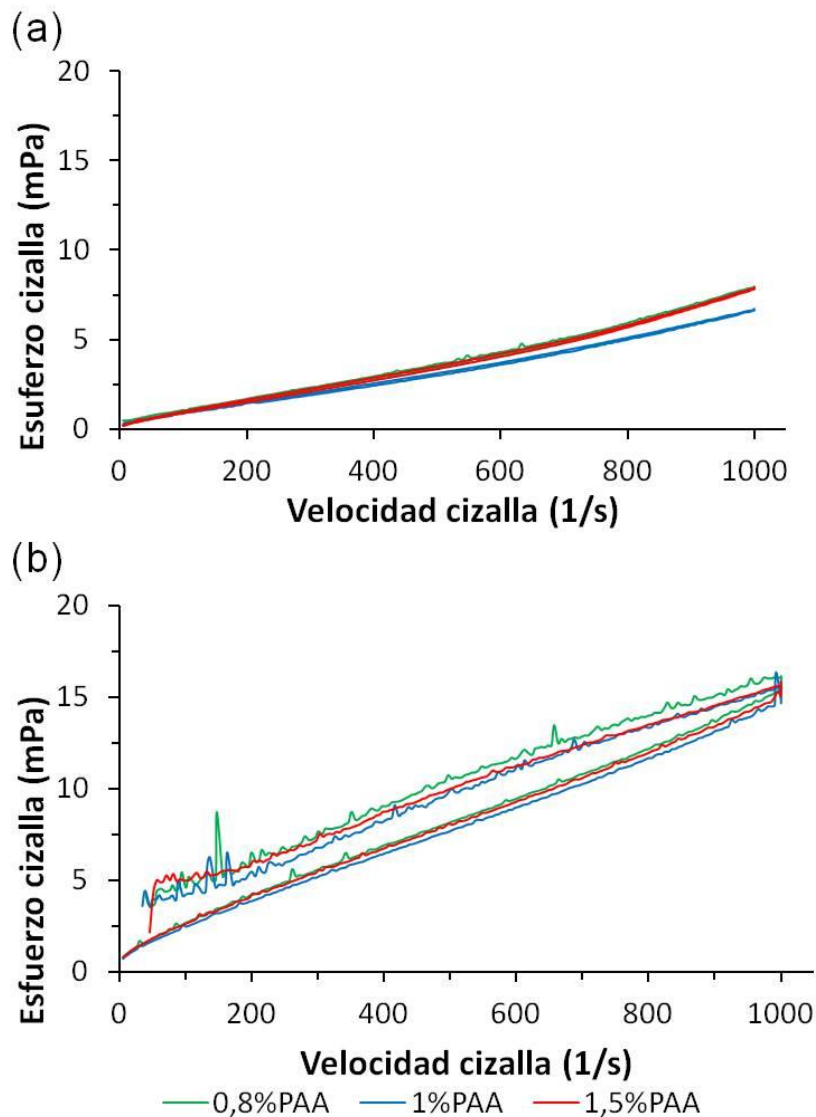 (a)
20
15
10
5
0
Esuferzo cizalla (mPa)
0 200 400 600 800 1000
Velocidad cizalla (1/s)
(b)
20
15
10
5
0
Esfuerzo cizalla (mPa)
0 200 400 600 800 1000
Velocidad cizalla (1/s)
0,8%PAA 1%PAA 1,5%PAA